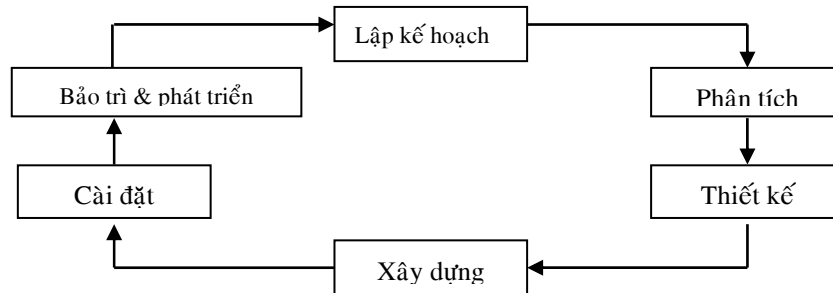 Lập kế hoạch
Bảo trì & phát triển
Phân tích
Cài đặt
Thiết kế
Xây dựng